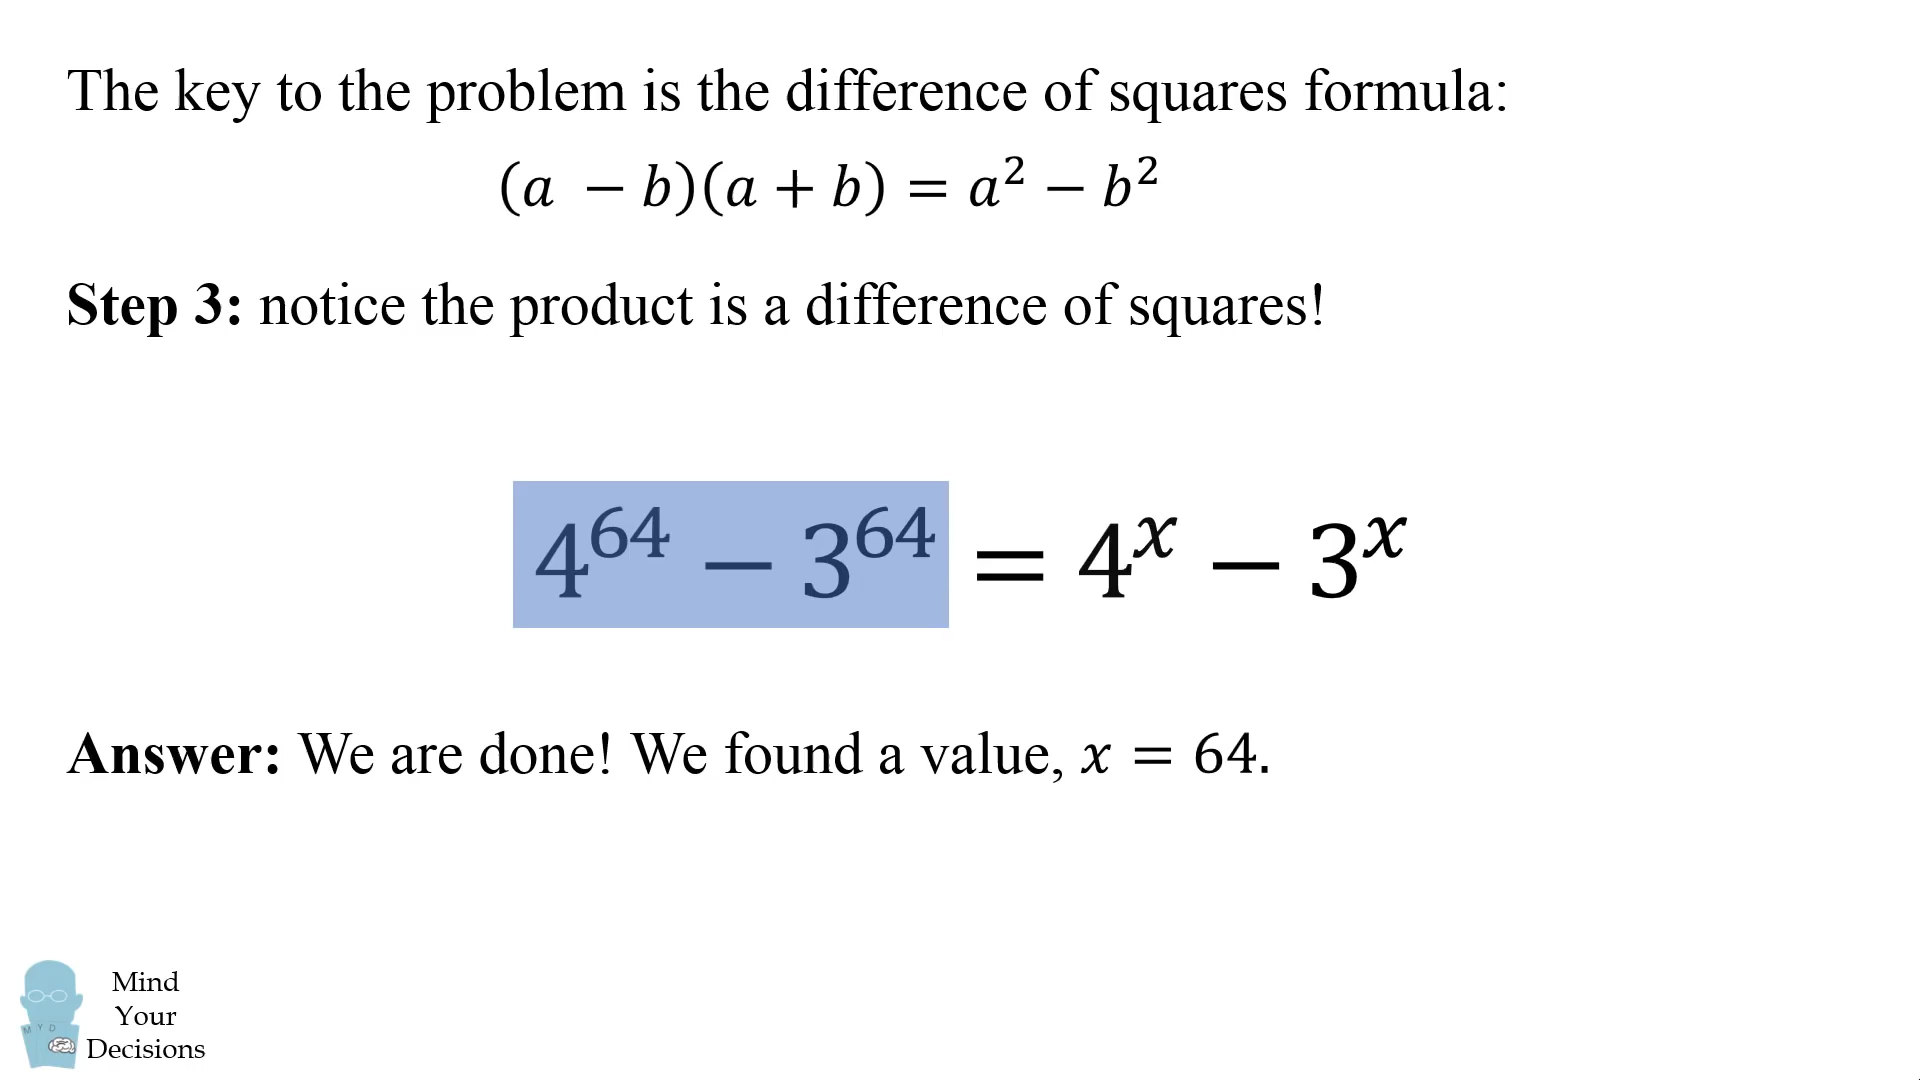 The key to the problem is the difference of squares formula:
(a − b)(a + b) = a² − b²
Step 3: notice the product is a difference of squares!
4⁶⁴ − 3⁶⁴ = 4ˣ − 3ˣ
Answer: We are done! We found a value, x = 64.
Mind
Your
Decisions
M Y D